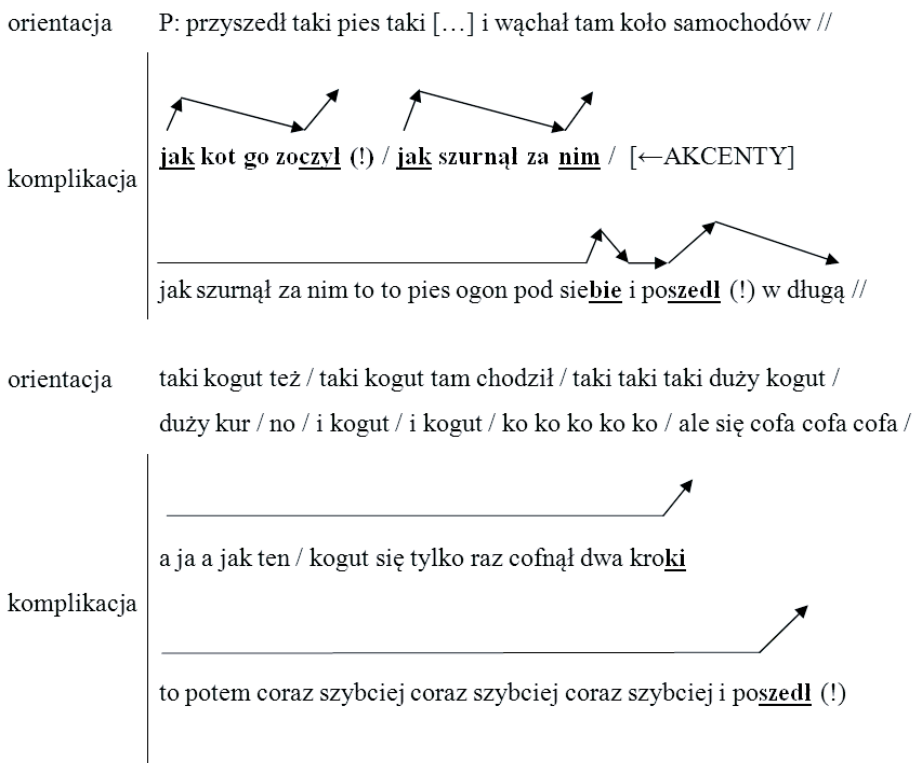 orientacja P: przyszedł taki pies taki […] i wąchał tam koło samochodów //
komplikacja
jak kot go zoczył (!) / jak szurnął za nim / [←AKCENTY]
jak szurnął za nim to to pies ogon pod siebie i poszedł (!) w długą //
orientacja taki kogut też / taki kogut tam chodził / taki taki taki duży kogut /
duży kur / no / i kogut / i kogut / ko ko ko ko ko / ale się cofa cofa cofa /
a ja a jak ten / kogut się tylko raz cofnął dwa kroki
komplikacja
to potem coraz szybciej coraz szybciej coraz szybciej i poszedł (!)